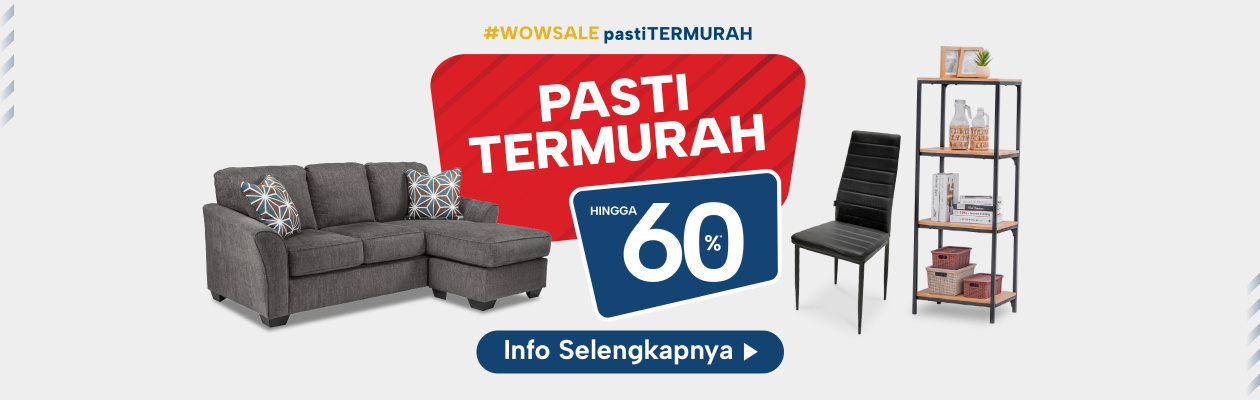 #WOWSALE pastiTERMURAH
PASTI
TERMURAH
HINGGA 60%*
Info Selengkapnya